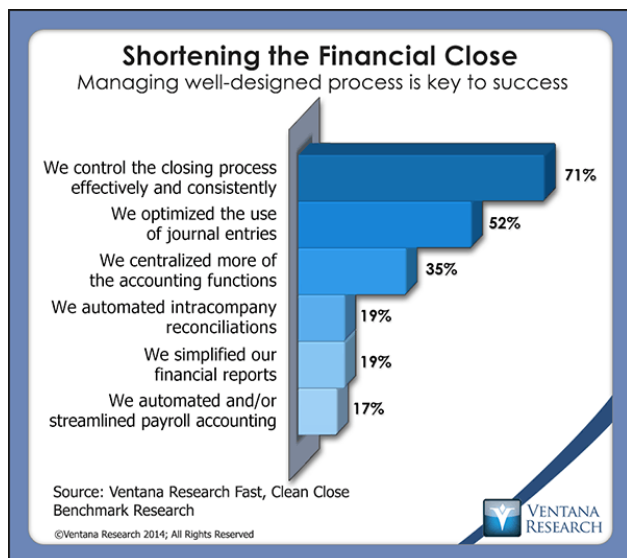 Shortening the Financial Close
Managing well-designed process is key to success
We control the closing process
effectively and consistently
71%
We optimized the use
of journal entries
52%
We centralized more of
the accounting functions
35%
We automated intracompany
reconciliations
19%
We simplified our
financial reports
19%
We automated and/or
streamlined payroll accounting
17%
Source: Ventana Research Fast, Clean Close
Benchmark Research
©Ventana Research 2014; All Rights Reserved
VENTANA
RESEARCH